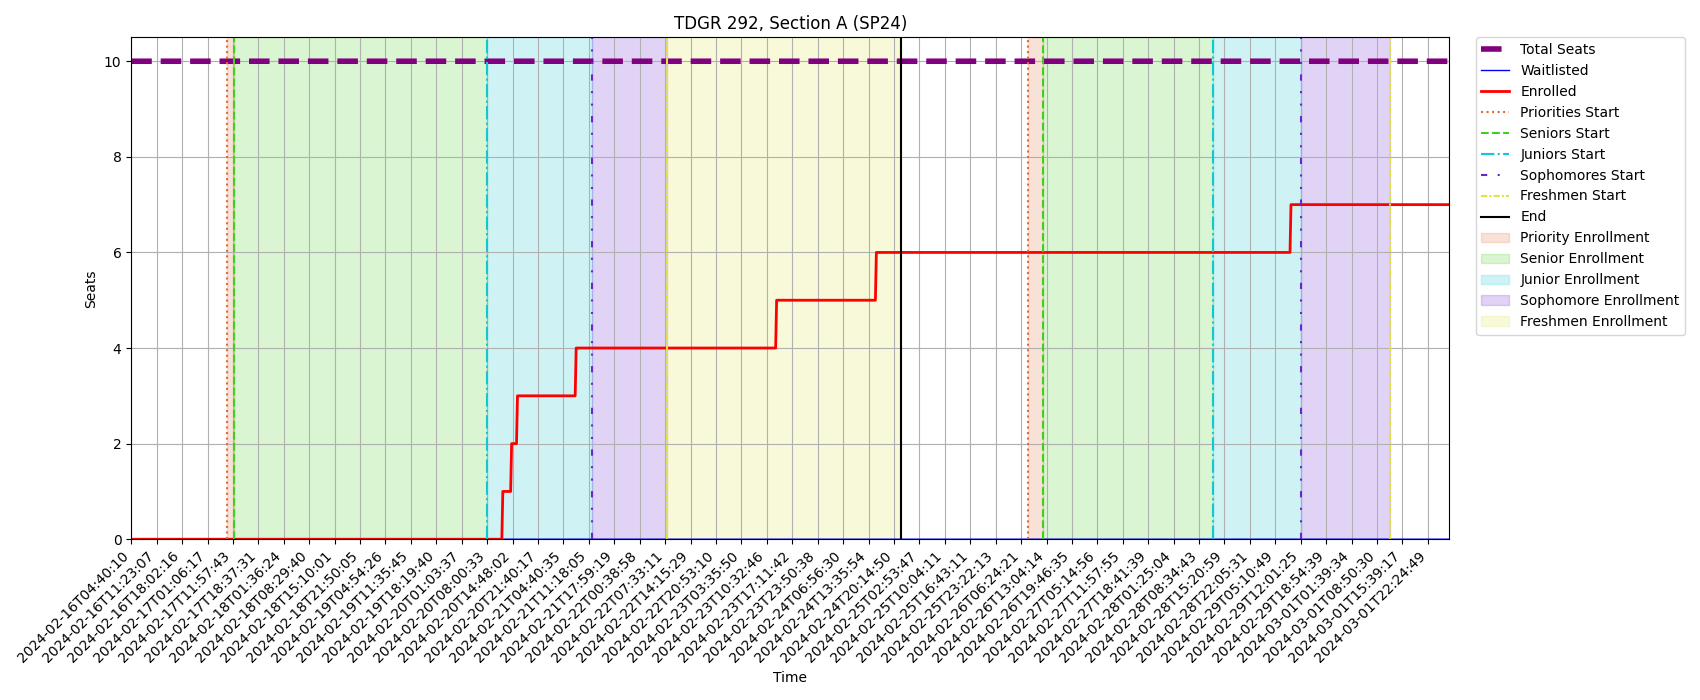 TDGR 292, Section A (SP24)
Total Seats
Waitlisted
Enrolled
Priorities Start
Seniors Start
Juniors Start
Sophomores Start
Freshmen Start
End
Priority Enrollment
Senior Enrollment
Junior Enrollment
Sophomore Enrollment
Freshmen Enrollment
Seats
10
8
6
4
2
0
2024-02-16T04:40:10
2024-02-16T11:23:07
2024-02-16T18:02:16
2024-02-17T01:06:17
2024-02-17T11:57:43
2024-02-17T18:37:31
2024-02-18T01:36:24
2024-02-18T08:29:40
2024-02-18T15:10:01
2024-02-18T21:50:05
2024-02-19T04:54:26
2024-02-19T11:35:45
2024-02-19T18:19:40
2024-02-20T01:03:37
2024-02-20T08:00:33
2024-02-20T14:48:02
2024-02-20T21:40:17
2024-02-21T04:40:35
2024-02-21T11:18:05
2024-02-21T17:59:19
2024-02-22T00:38:58
2024-02-22T07:33:11
2024-02-22T14:15:29
2024-02-22T20:53:10
2024-02-23T03:35:50
2024-02-23T10:32:46
2024-02-23T17:11:42
2024-02-23T23:50:38
2024-02-24T06:56:30
2024-02-24T13:35:54
2024-02-24T20:14:50
2024-02-25T02:53:47
2024-02-25T10:04:11
2024-02-25T16:43:11
2024-02-25T23:22:13
2024-02-26T06:24:21
2024-02-26T13:04:14
2024-02-26T19:46:35
2024-02-27T05:14:56
2024-02-27T11:57:55
2024-02-27T18:41:39
2024-02-28T01:25:04
2024-02-28T08:34:43
2024-02-28T15:20:59
2024-02-28T22:05:31
2024-02-29T05:10:49
2024-02-29T12:01:25
2024-02-29T18:54:39
2024-03-01T01:39:34
2024-03-01T08:50:30
2024-03-01T15:39:17
2024-03-01T22:24:49
Time